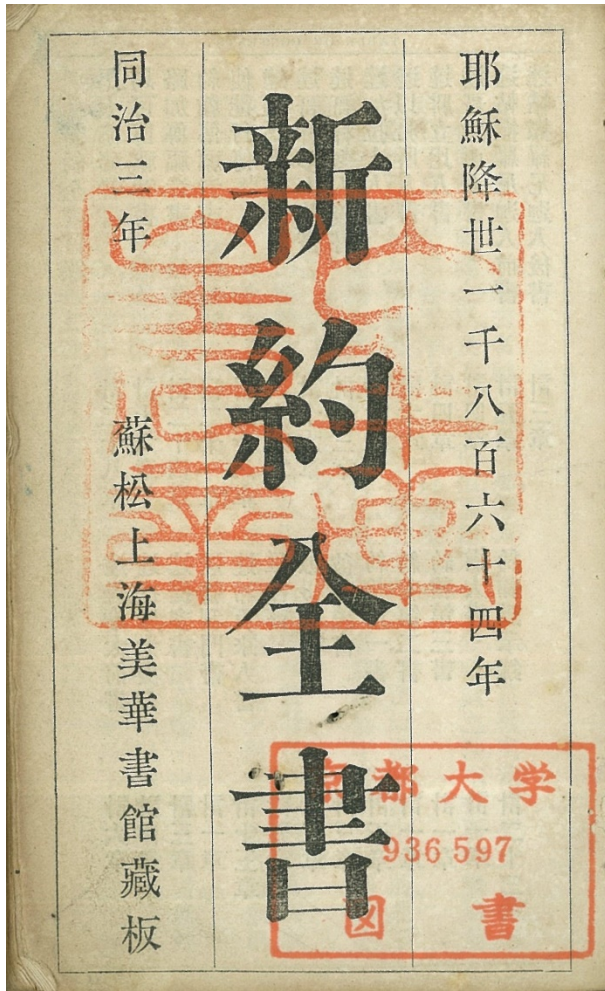 耶穌降世一千八百六十四年
新約全書
同治三年　蘇松上海美華書館藏板
京都大学
936597
図書